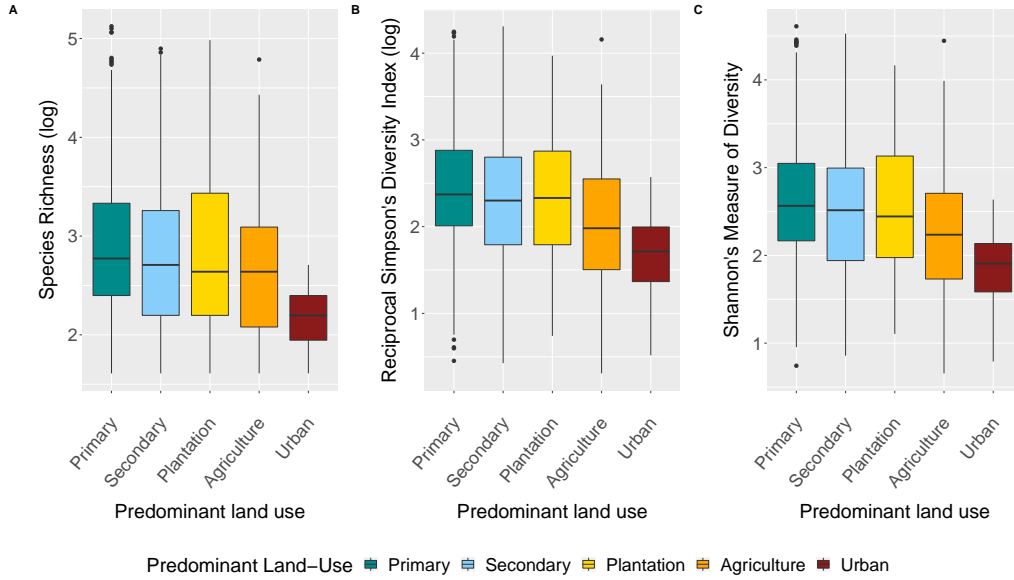 A
Species Richness (log)
5
4
3
2
Primary
Secondary
Plantation
Agriculture
Urban
Predominant land use
B
Reciprocal Simpson's Diversity Index (log)
4
3
2
1
Primary
Secondary
Plantation
Agriculture
Urban
Predominant land use
C
Shannon's Measure of Diversity
4
3
2
1
Primary
Secondary
Plantation
Agriculture
Urban
Predominant land use
Predominant Land−Use Primary Secondary Plantation Agriculture Urban